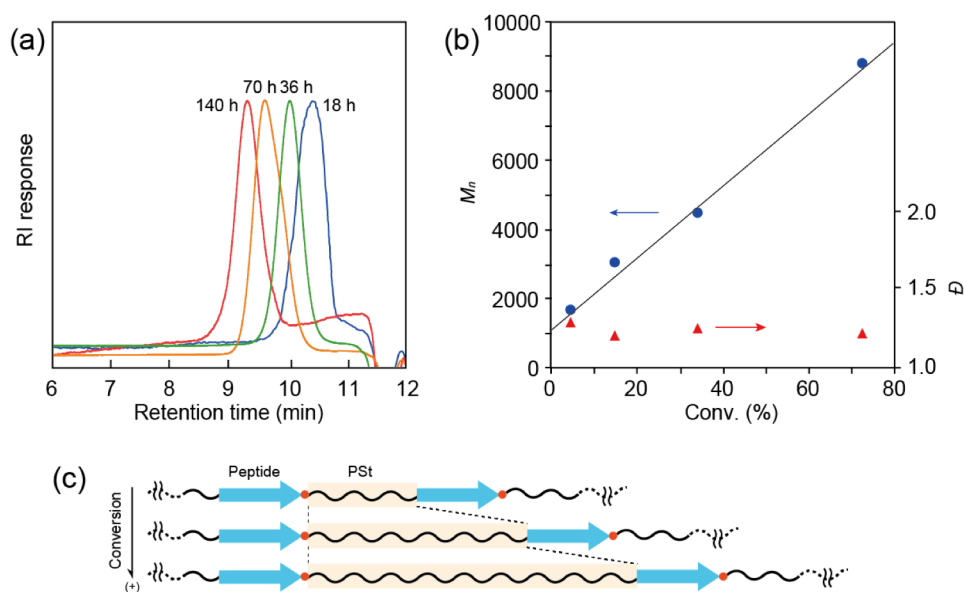 (a)
RI response
140 h
70 h
36 h
18 h
6 7 8 9 10 11 12
Retention time (min)
(b)
10000
8000
6000
4000
2000
0
Mn
2.0
1.5
1.0
Đ
0 20 40 60 80
Conv. (%)
(c)
Conversion
(+)
Peptide PSt